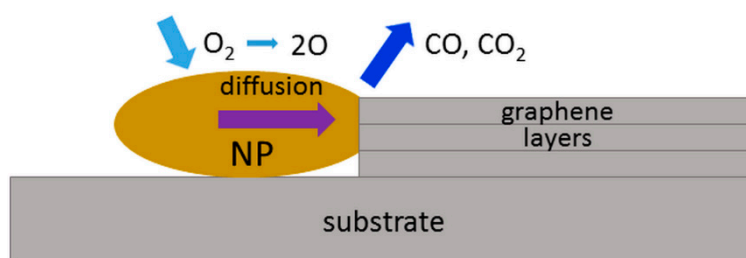 O₂ → 2O
CO, CO₂
diffusion
NP
graphene
layers
substrate